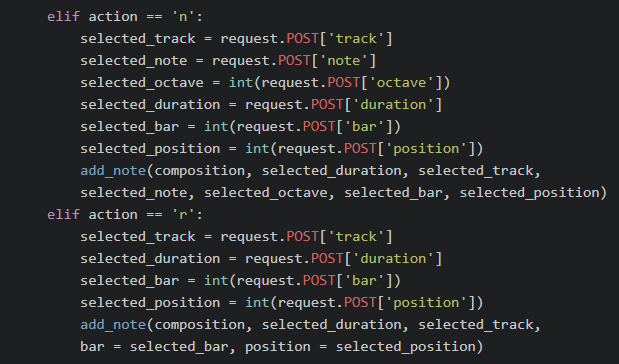 elif action == 'n':
selected_track = request.POST['track']
selected_note = request.POST['note']
selected_octave = int(request.POST['octave'])
selected_duration = request.POST['duration']
selected_bar = int(request.POST['bar'])
selected_position = int(request.POST['position'])
add_note(composition, selected_duration, selected_track,
selected_note, selected_octave, selected_bar, selected_position)
elif action == 'r':
selected_track = request.POST['track']
selected_duration = request.POST['duration']
selected_bar = int(request.POST['bar'])
selected_position = int(request.POST['position'])
add_note(composition, selected_duration, selected_track,
bar = selected_bar, position = selected_position)